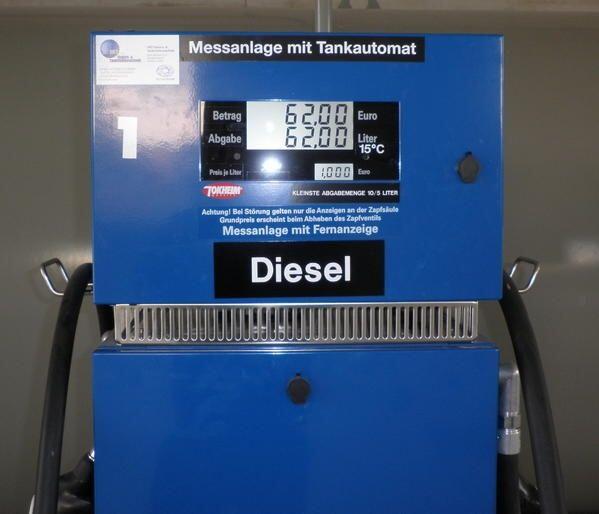 Messanlage mit Tankautomat
1
Betrag 62,00 Euro
Abgabe 62,00 Liter
15°C
Preis je Liter 1,000 Euro
TOKHEIM
KLEINSTE ABGABEMENGE 10/5 LITER
Achtung! Bei Störung gelten nur die Anzeigen an der Zapfsäule
Grundpreis erscheint beim Abheben des Zapfventils
Messanlage mit Fernanzeige
Diesel